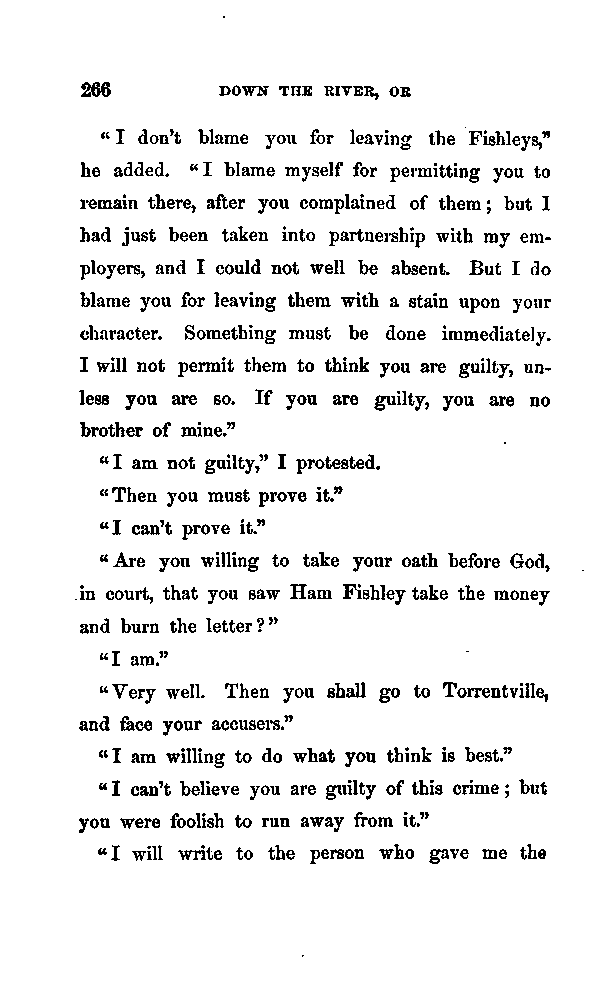 266 DOWN THE RIVER, OR
“I don't blame you for leaving the Fishleys,”
he added. “I blame myself for permitting you to
remain there, after you complained of them; but I
had just been taken into partnership with my em-
ployers, and I could not well be absent. But I do
blame you for leaving them with a stain upon your
character. Something must be done immediately.
I will not permit them to think you are guilty, un-
less you are so. If you are guilty, you are no
brother of mine.”
“I am not guilty,” I protested.
“Then you must prove it.”
“I can't prove it.”
“Are you willing to take your oath before God,
in court, that you saw Ham Fishley take the money
and burn the letter?”
“I am.”
“Very well. Then you shall go to Torrentville,
and face your accusers.”
“I am willing to do what you think is best.”
“I can't believe you are guilty of this crime; but
you were foolish to run away from it.”
“I will write to the person who gave me the